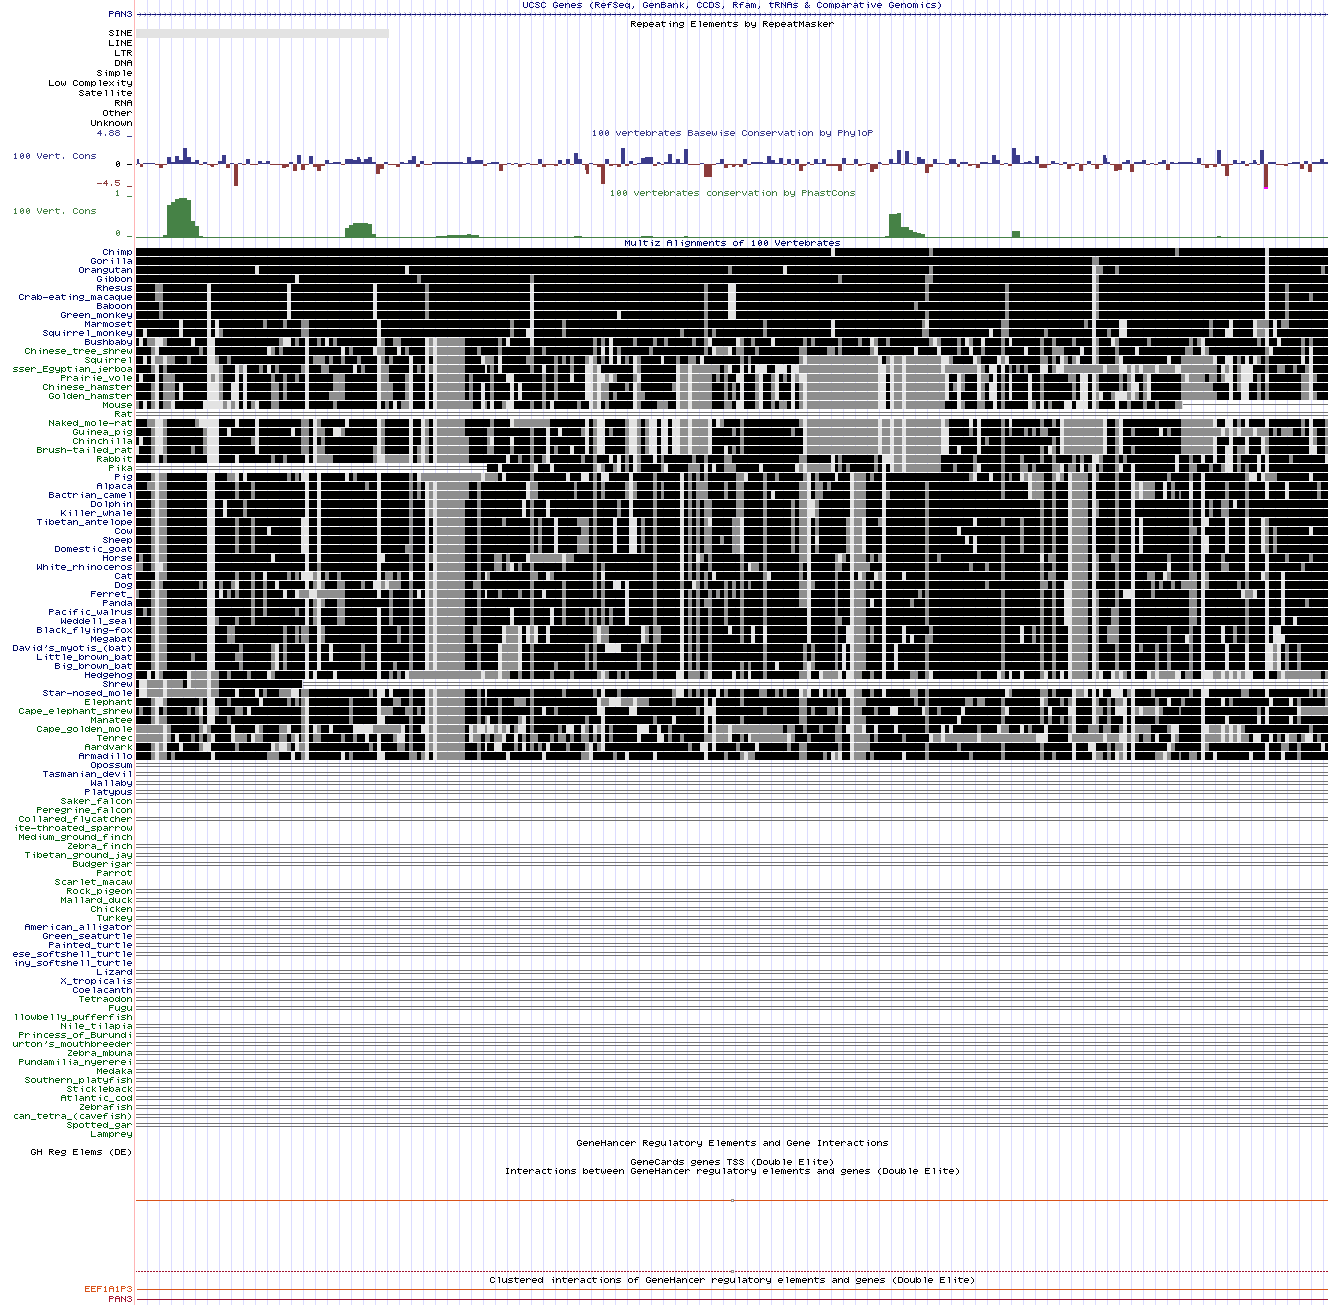 UCSC Genes (RefSeq, GenBank, CCDS, Rfam, tRNAs & Comparative Genomics)
PAN3
Repeating Elements by RepeatMasker
SINE
LINE
LTR
DNA
Simple
Low Complexity
Satellite
RNA
Other
Unknown
4.88 _
100 vertebrates Basewise Conservation by PhyloP
100 Vert. Cons
0 _
-4.5 _
100 vertebrates conservation by PhastCons
1 _
100 Vert. Cons
0 _
Multiz Alignments of 100 Vertebrates
Chimp
Gorilla
Orangutan
Gibbon
Rhesus
Crab-eating_macaque
Baboon
Green_monkey
Marmoset
Squirrel_monkey
Bushbaby
Chinese_tree_shrew
Squirrel
sser_Egyptian_jerboa
Prairie_vole
Chinese_hamster
Golden_hamster
Mouse
Rat
Naked_mole-rat
Guinea_pig
Chinchilla
Brush-tailed_rat
Rabbit
Pika
Pig
Alpaca
Bactrian_camel
Dolphin
Killer_whale
Tibetan_antelope
Cow
Sheep
Domestic_goat
Horse
White_rhinoceros
Cat
Dog
Ferret_
Panda
Pacific_walrus
Weddell_seal
Black_flying-fox
Megabat
David's_myotis_(bat)
Little_brown_bat
Big_brown_bat
Hedgehog
Shrew
Star-nosed_mole
Elephant
Cape_elephant_shrew
Manatee
Cape_golden_mole
Tenrec
Aardvark
Armadillo
Opossum
Tasmanian_devil
Wallaby
Platypus
Saker_falcon
Peregrine_falcon
Collared_flycatcher
ite-throated_sparrow
Medium_ground_finch
Zebra_finch
Tibetan_ground_jay
Budgerigar
Parrot
Scarlet_macaw
Rock_pigeon
Mallard_duck
Chicken
Turkey
American_alligator
Green_seaturtle
Painted_turtle
ese_softshell_turtle
iny_softshell_turtle
Lizard
X_tropicalis
Coelacanth
Tetraodon
Fugu
llowbelly_pufferfish
Nile_tilapia
Princess_of_Burundi
urton's_mouthbreeder
Zebra_mbuna
Pundamilia_nyererei
Medaka
Southern_platyfish
Stickleback
Atlantic_cod
Zebrafish
can_tetra_(cavefish)
Spotted_gar
Lamprey
GeneHancer Regulatory Elements and Gene Interactions
GH Reg Elems (DE)
GeneCards genes TSS (Double Elite)
Interactions between GeneHancer regulatory elements and genes (Double Elite)
Clustered interactions of GeneHancer regulatory elements and genes (Double Elite)
EEF1A1P3
PAN3